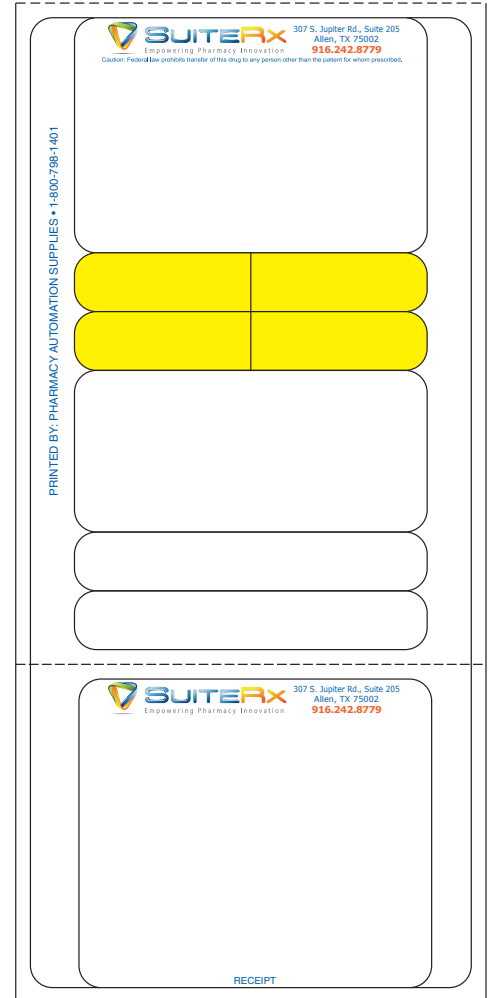 SUITERX
Empowering Pharmacy Innovation
307 S. Jupiter Rd., Suite 205
Allen, TX 75002
916.242.8779
Caution: Federal law prohibits transfer of this drug to any person other than the patient for whom prescribed.
PRINTED BY: PHARMACY AUTOMATION SUPPLIES • 1-800-798-1401
SUITERX
Empowering Pharmacy Innovation
307 S. Jupiter Rd., Suite 205
Allen, TX 75002
916.242.8779
RECEIPT